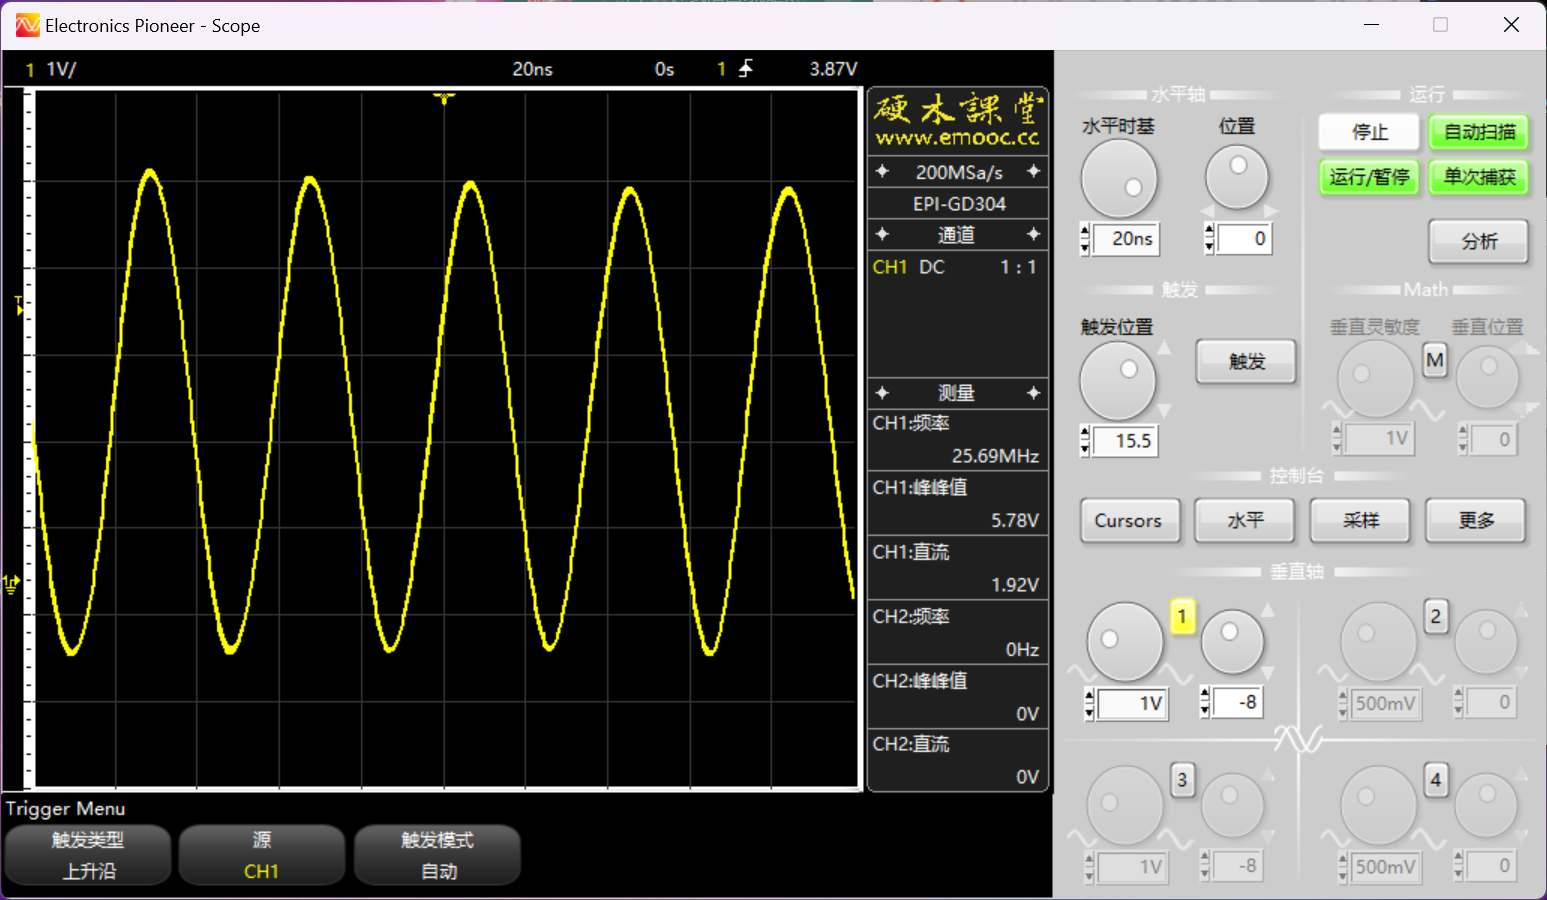 Electronics Pioneer - Scope
1 1V/ 20ns 0s 1 3.87V
硬木課堂
www.emooc.cc
200MSa/s
EPI-GD304
通道
CH1 DC 1 : 1
测量
CH1:频率
25.69MHz
CH1:峰峰值
5.78V
CH1:直流
1.92V
CH2:频率
0Hz
CH2:峰峰值
0V
CH2:直流
0V
T
1
Trigger Menu
触发类型
上升沿
源
CH1
触发模式
自动
水平轴
水平时基
位置
20ns
0
触发
触发位置
触发
15.5
运行
停止
自动扫描
运行/暂停
单次捕获
分析
Math
垂直灵敏度
垂直位置
M
1V
0
控制台
Cursors
水平
采样
更多
垂直轴
1
1V
-8
2
500mV
0
3
1V
-8
4
500mV
0